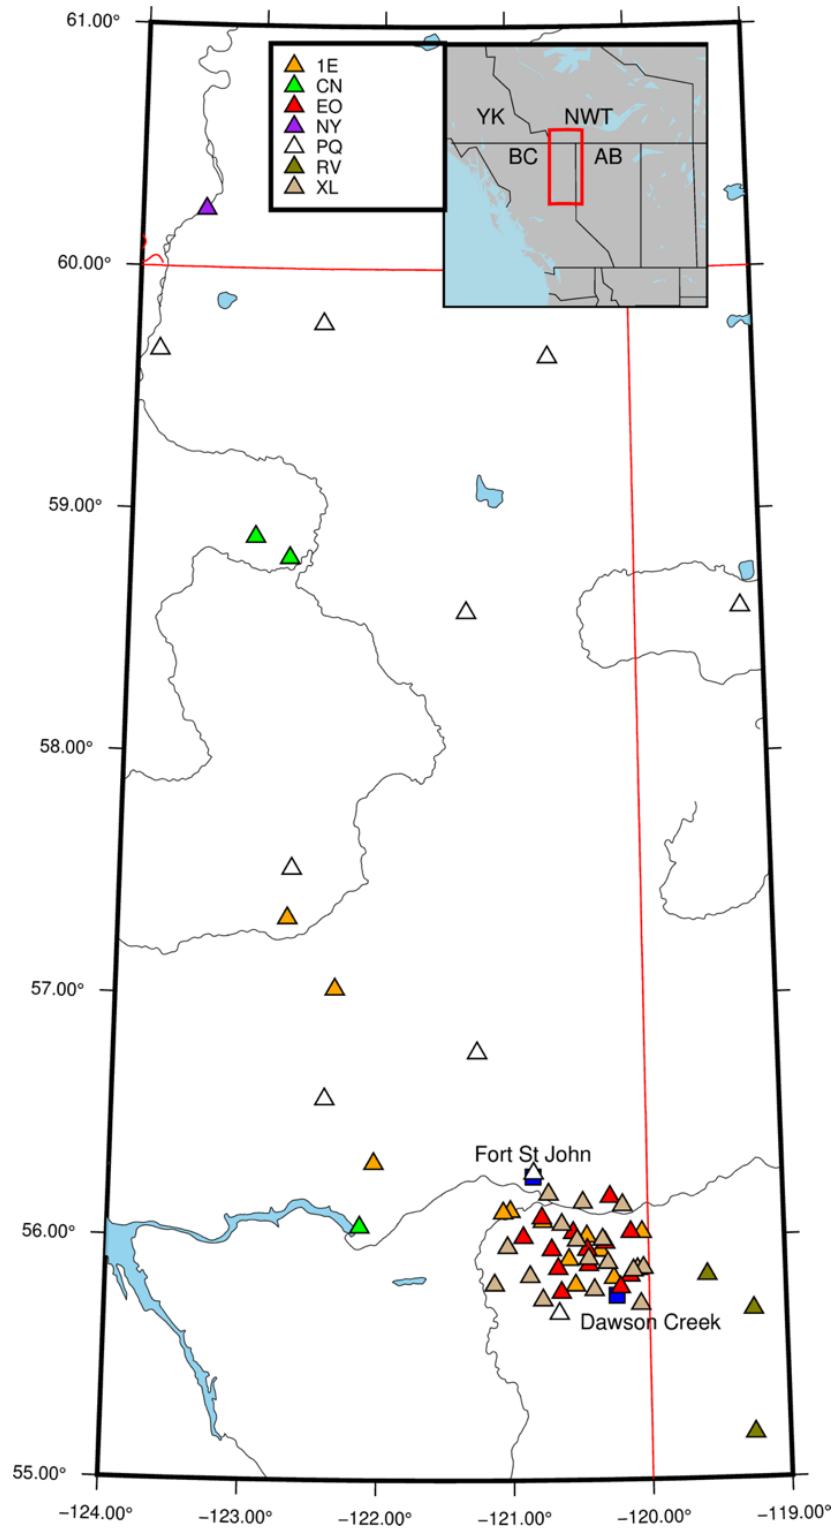 61.00°
1E
CN
EO
NY
PQ
RV
XL
YK NWT
BC AB
60.00°
59.00°
58.00°
57.00°
Fort St John
56.00°
Dawson Creek
55.00°
−124.00° −123.00° −122.00° −121.00° −120.00° −119.00°